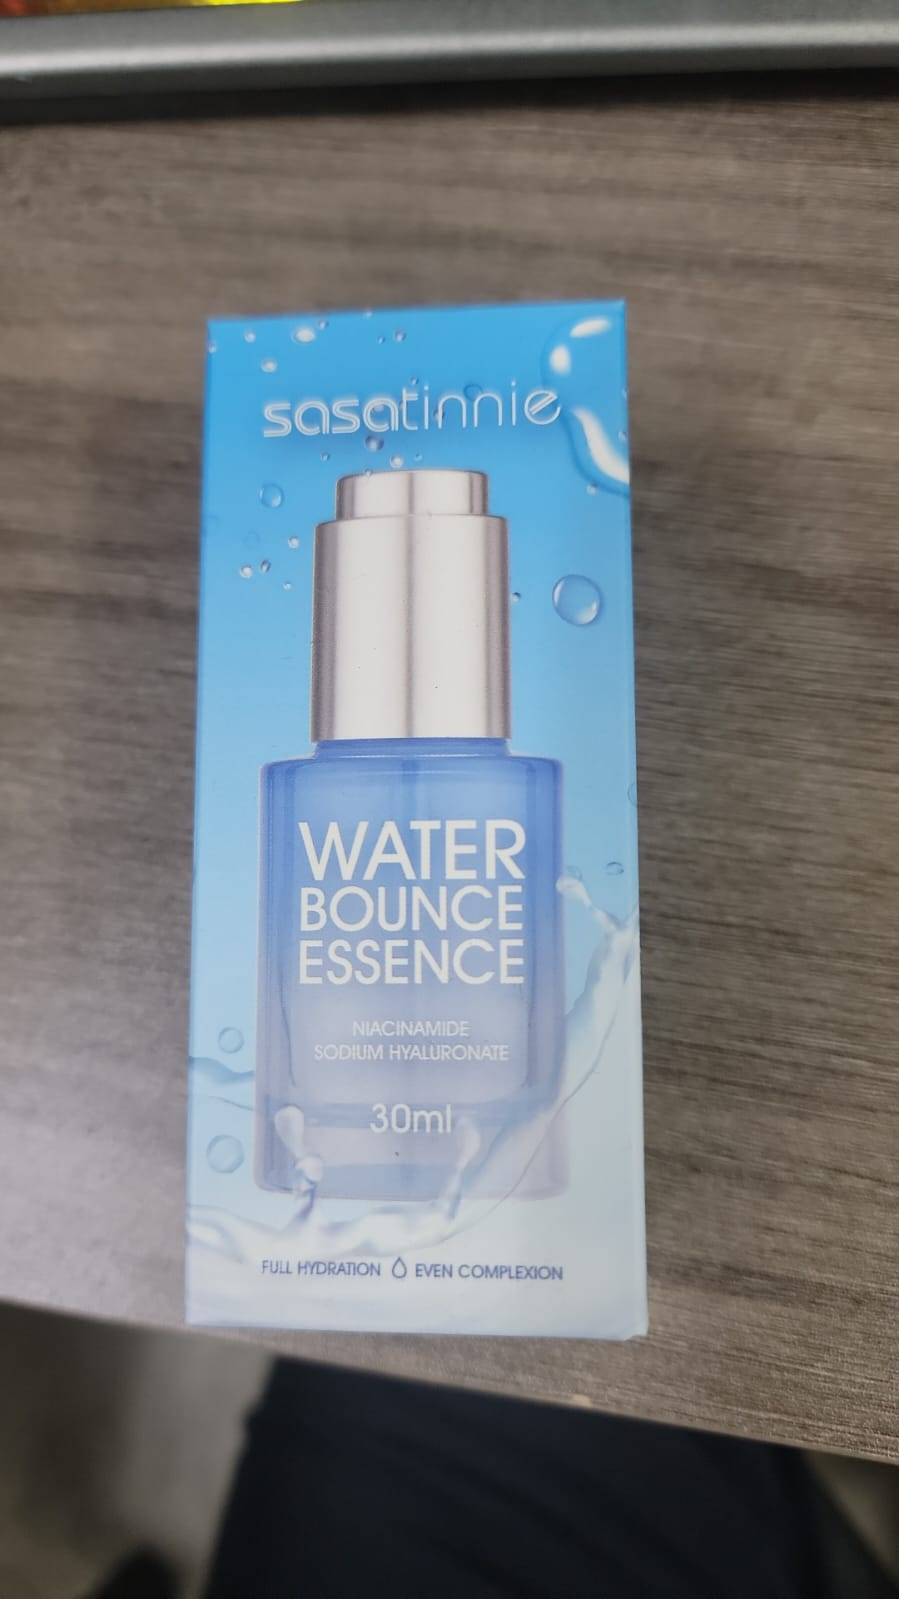 sasatinnie
WATER
BOUNCE
ESSENCE
NIACINAMIDE
SODIUM HYALURONATE
30ml
FULL HYDRATION EVEN COMPLEXION